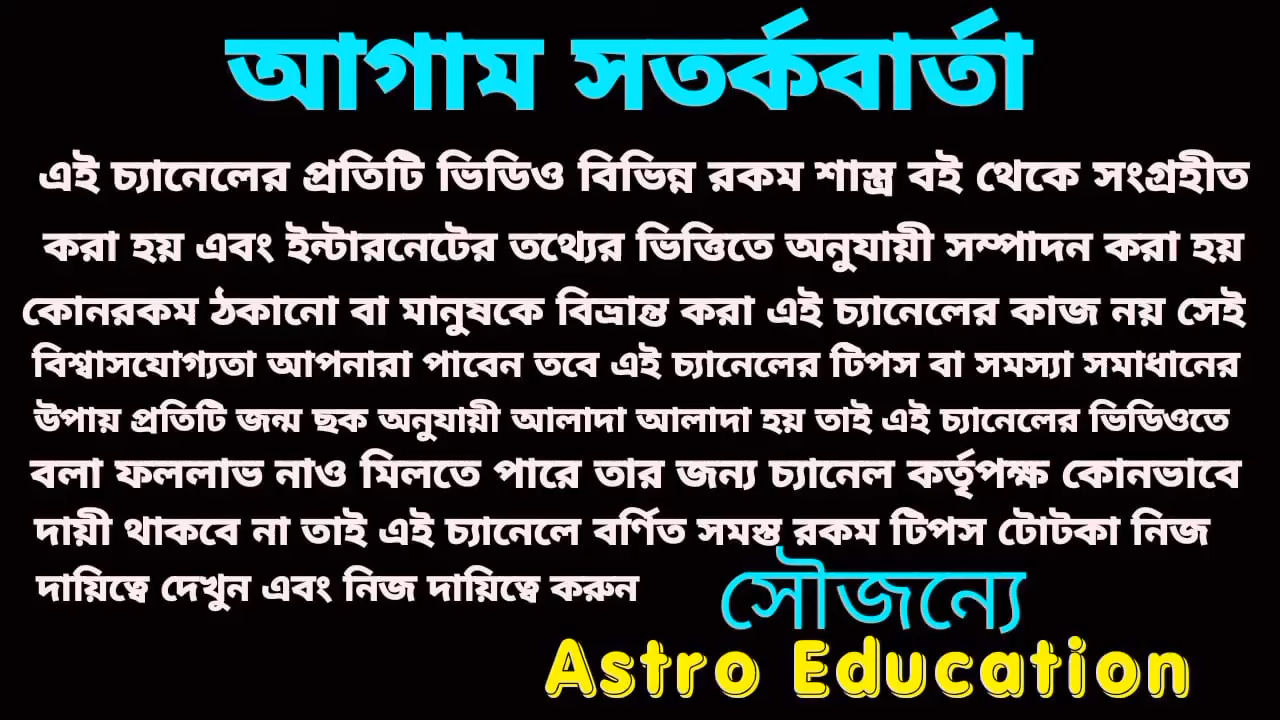 আগাম সতর্কবার্তা
এই চ্যানেলের প্রতিটি ভিডিও বিভিন্ন রকম শাস্ত্র বই থেকে সংগ্রহীত
করা হয় এবং ইন্টারনেটের তথ্যের ভিত্তিতে অনুযায়ী সম্পাদন করা হয়
কোনরকম ঠকানো বা মানুষকে বিভ্রান্ত করা এই চ্যানেলের কাজ নয় সেই
বিশ্বাসযোগ্যতা আপনারা পাবেন তবে এই চ্যানেলের টিপস বা সমস্যা সমাধানের
উপায় প্রতিটি জন্ম ছক অনুযায়ী আলাদা আলাদা হয় তাই এই চ্যানেলের ভিডিওতে
বলা ফললাভ নাও মিলতে পারে তার জন্য চ্যানেল কর্তৃপক্ষ কোনভাবে
দায়ী থাকবে না তাই এই চ্যানেলে বর্ণিত সমস্ত রকম টিপস টোটকা নিজ
দায়িত্বে দেখুন এবং নিজ দায়িত্বে করুন
সৌজন্যে
Astro Education